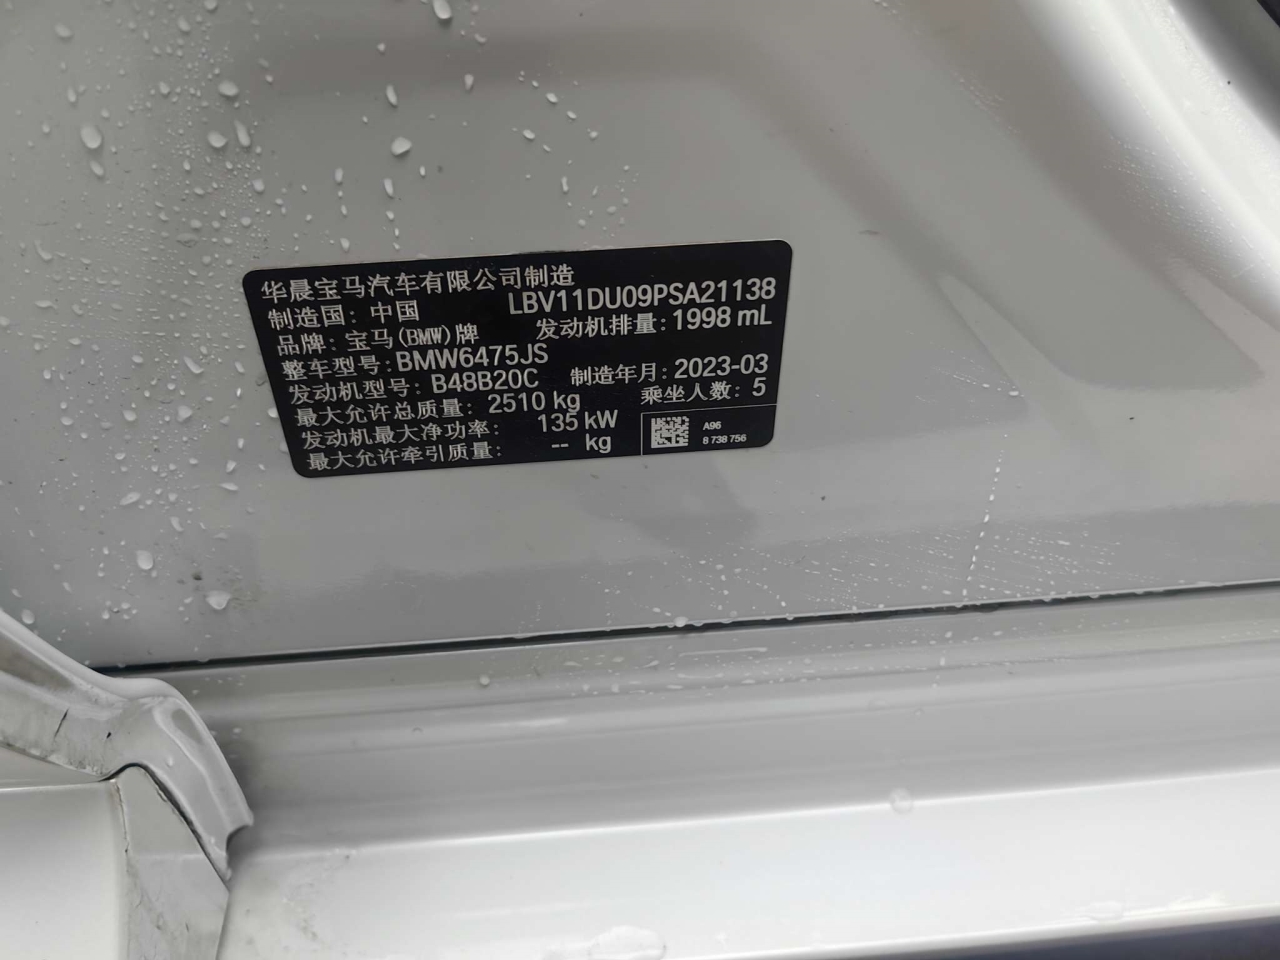 华晨宝马汽车有限公司制造
制造国: 中国 LBV11DU09PSA21138
品牌: 宝马(BMW)牌 发动机排量: 1998 mL
整车型号: BMW6475JS
发动机型号: B48B20C 制造年月: 2023-03
最大允许总质量: 2510 kg 乘坐人数: 5
发动机最大净功率: 135 kW
最大允许牵引质量: -- kg
A96
8 738 756